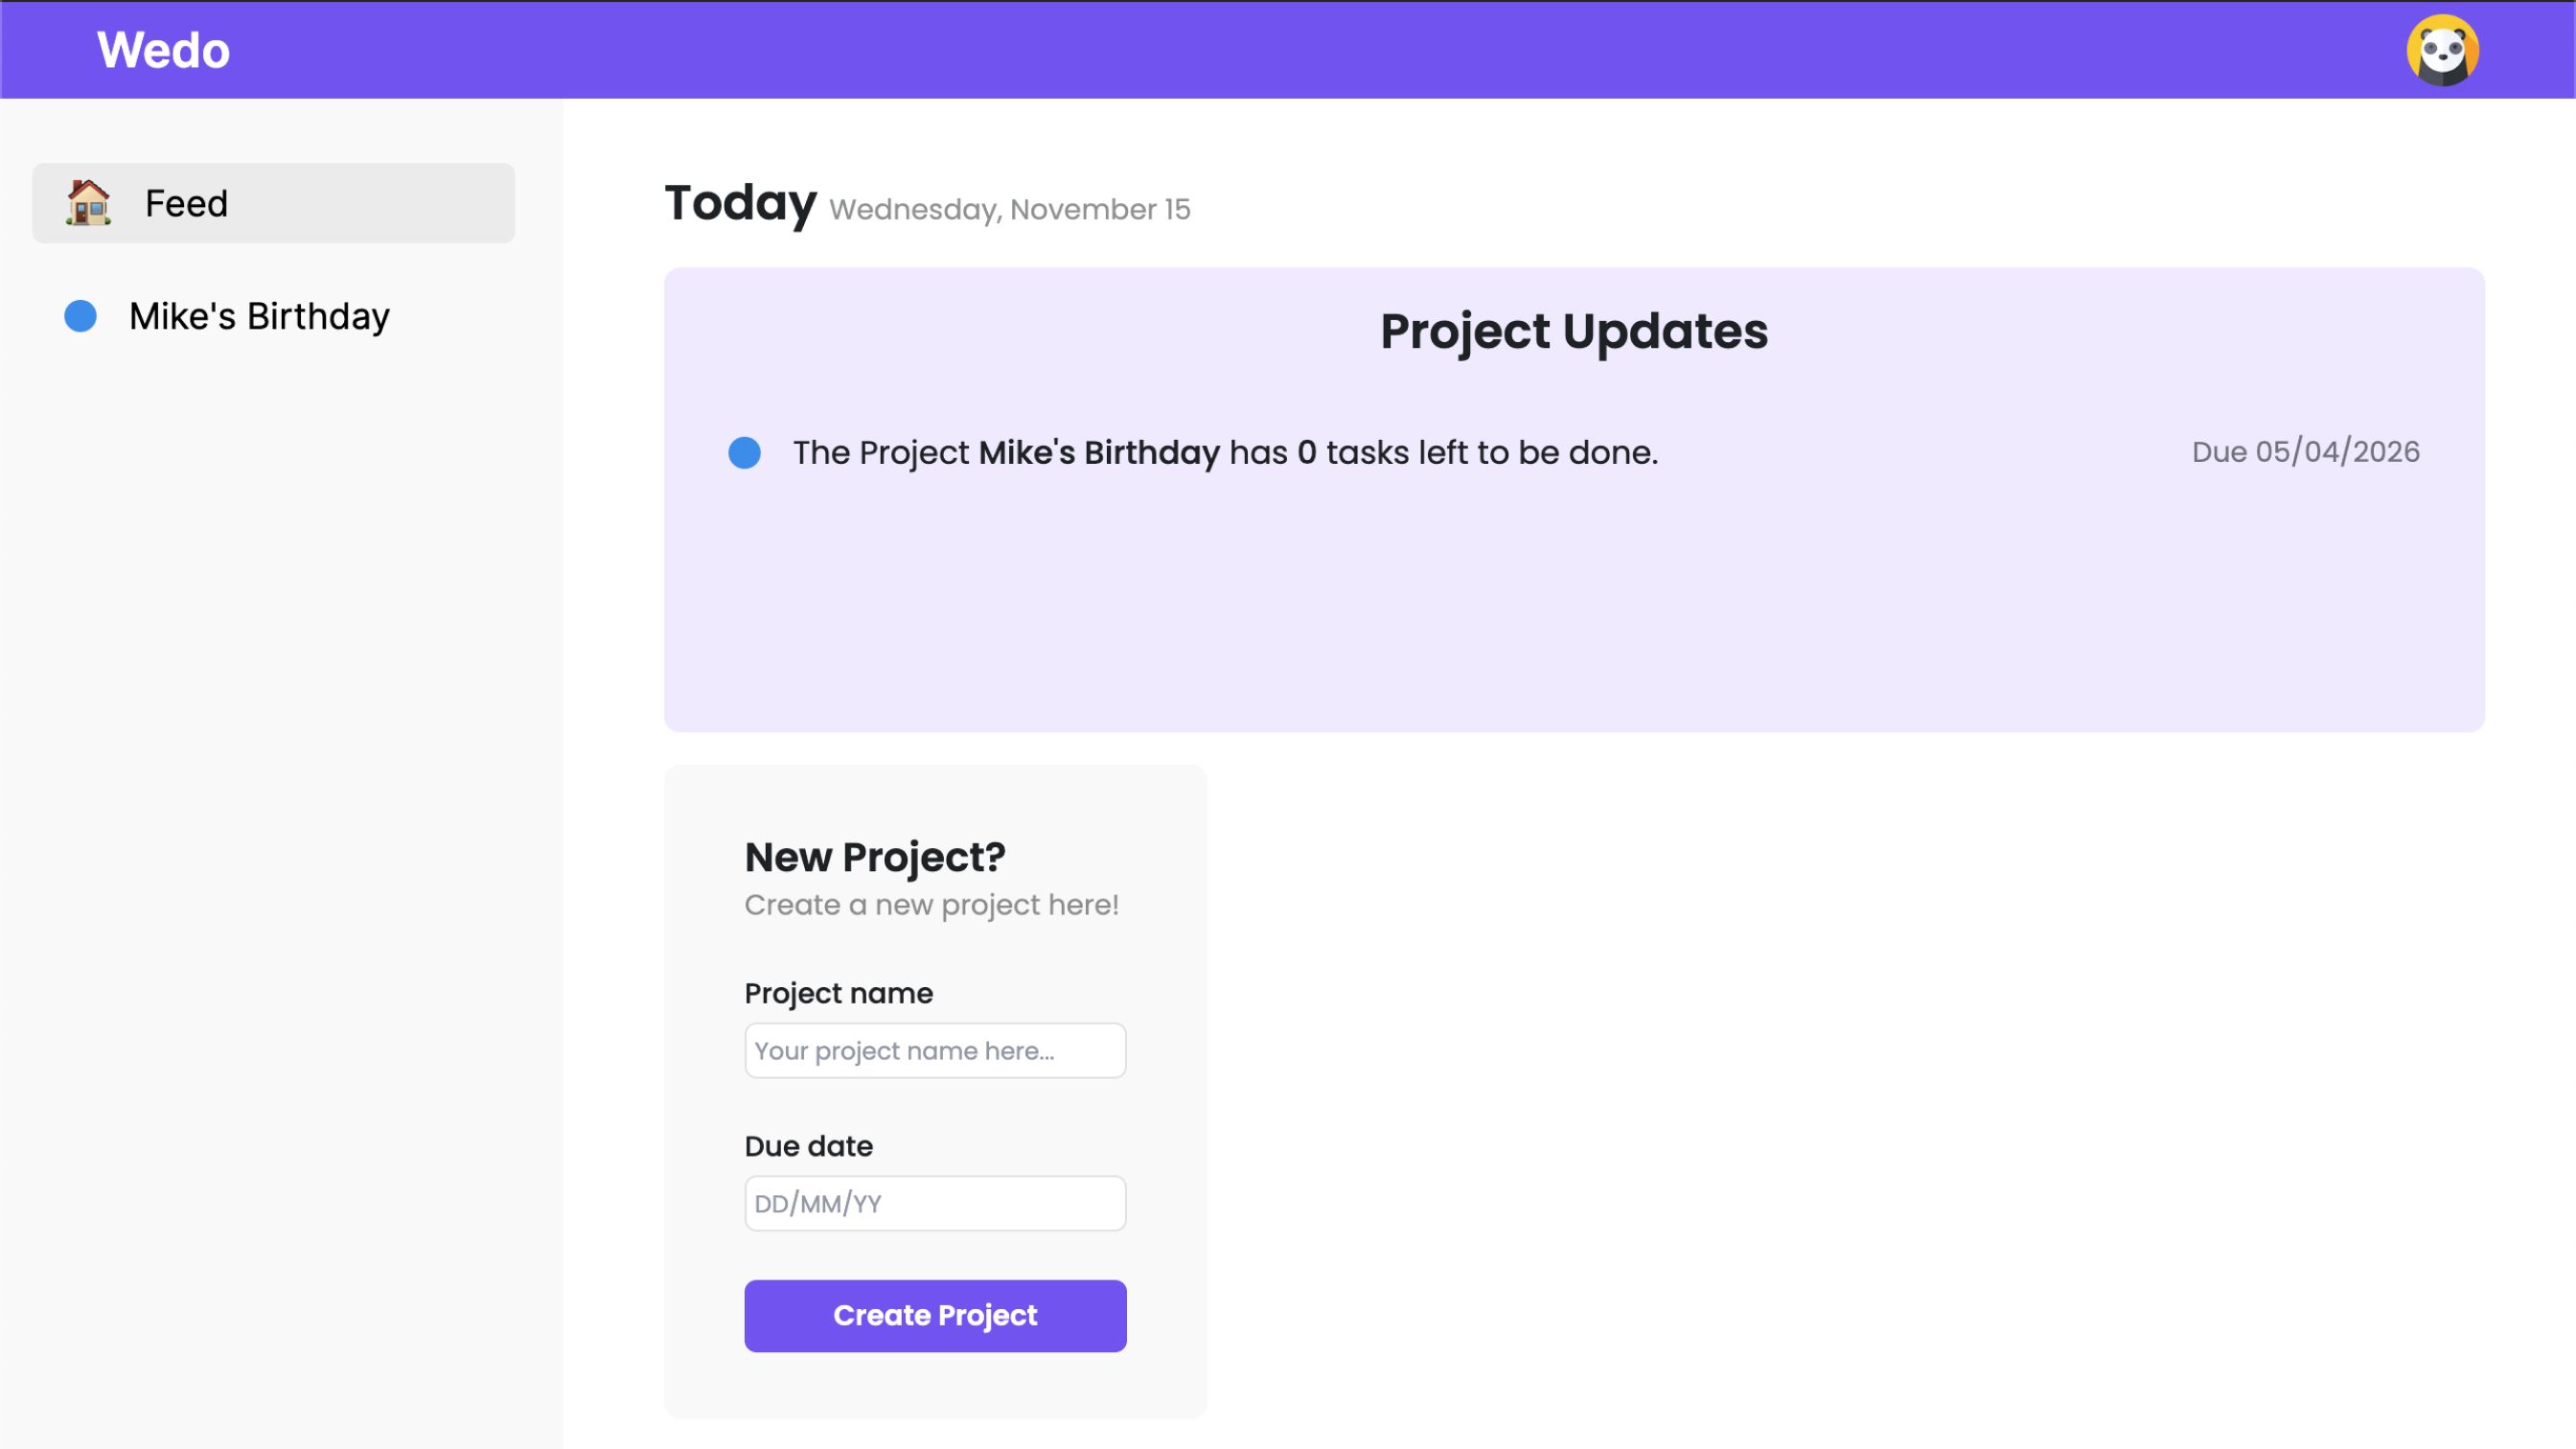 Wedo
Feed
Mike's Birthday
Today Wednesday, November 15
Project Updates
The Project Mike's Birthday has 0 tasks left to be done. Due 05/04/2026
New Project?
Create a new project here!
Project name
Your project name here...
Due date
DD/MM/YY
Create Project